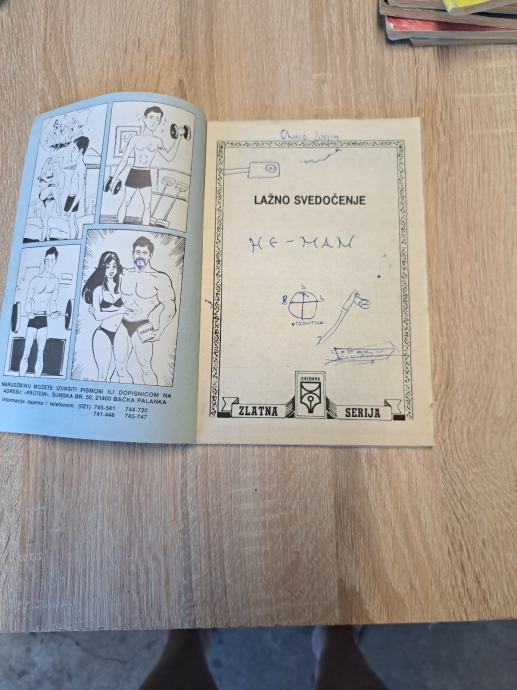 NARUDŽBINU MOŽETE IZVRŠITI PISMONI ILI DOPISNICOM NA
ADRESU: »PROTEIN«, ŠUMSKA BR. 50, 21400 BAČKA PALANKA
Informacije dajemo i telefonom: (021) 745-541 744-720
741-446 745-747
LAŽNO SVEDOČENJE
HE-MAN
ZLATNA SERIJA